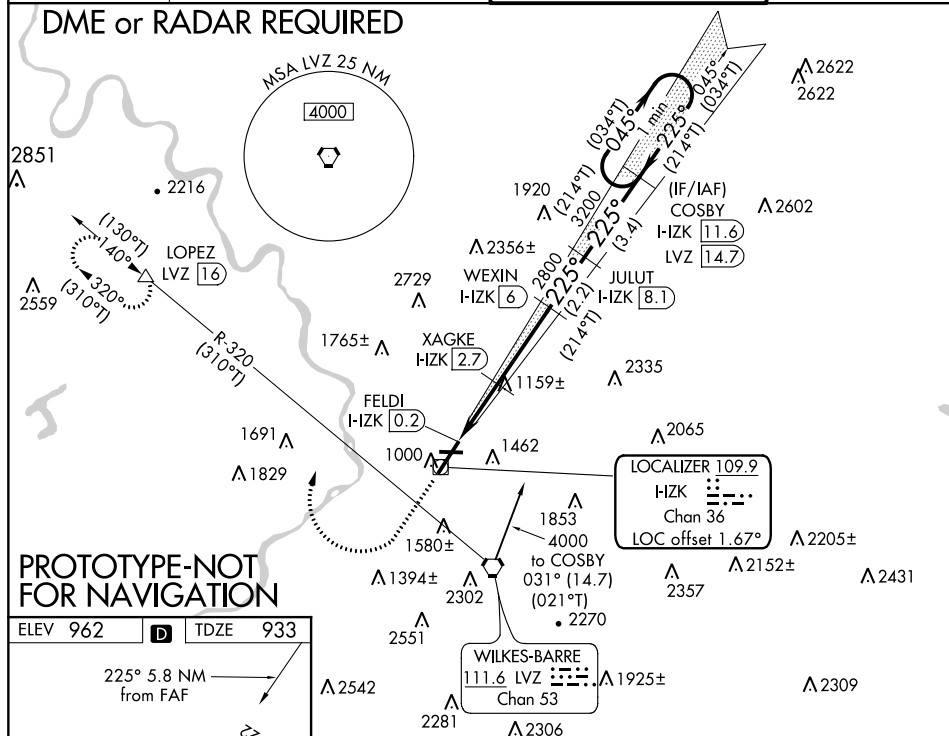 DME or RADAR REQUIRED
MSA LVZ 25 NM
4000
2622
2622
045°
(034°T)
(034°T)
045°
1 min
225°
(214°T)
2851
2216
1920
(214°T)
3200
225°
(3.4)
(IF/IAF)
COSBY
I-IZK 11.6
LVZ 14.7
2602
(130°T)
140°
LOPEZ
LVZ 16
320°
(310°T)
2559
2356±
2729
WEXIN
I-IZK 6
2800
225°
(2.2)
(214°T)
JULUT
I-IZK 8.1
R-320
(310°T)
1765±
XAGKE
I-IZK 2.7
1159±
2335
FELDI
I-IZK 0.2
1691
1829
1000
1462
2065
LOCALIZER 109.9
I-IZK
Chan 36
LOC offset 1.67°
1580±
1853
4000
to COSBY
031° (14.7)
(021°T)
2205±
2152±
2357
2431
PROTOTYPE-NOT
FOR NAVIGATION
1394±
2302
2551
2270
ELEV 962 D TDZE 933
225° 5.8 NM
from FAF
WILKES-BARRE
111.6 LVZ
Chan 53
1925±
2309
2542
2281
2306